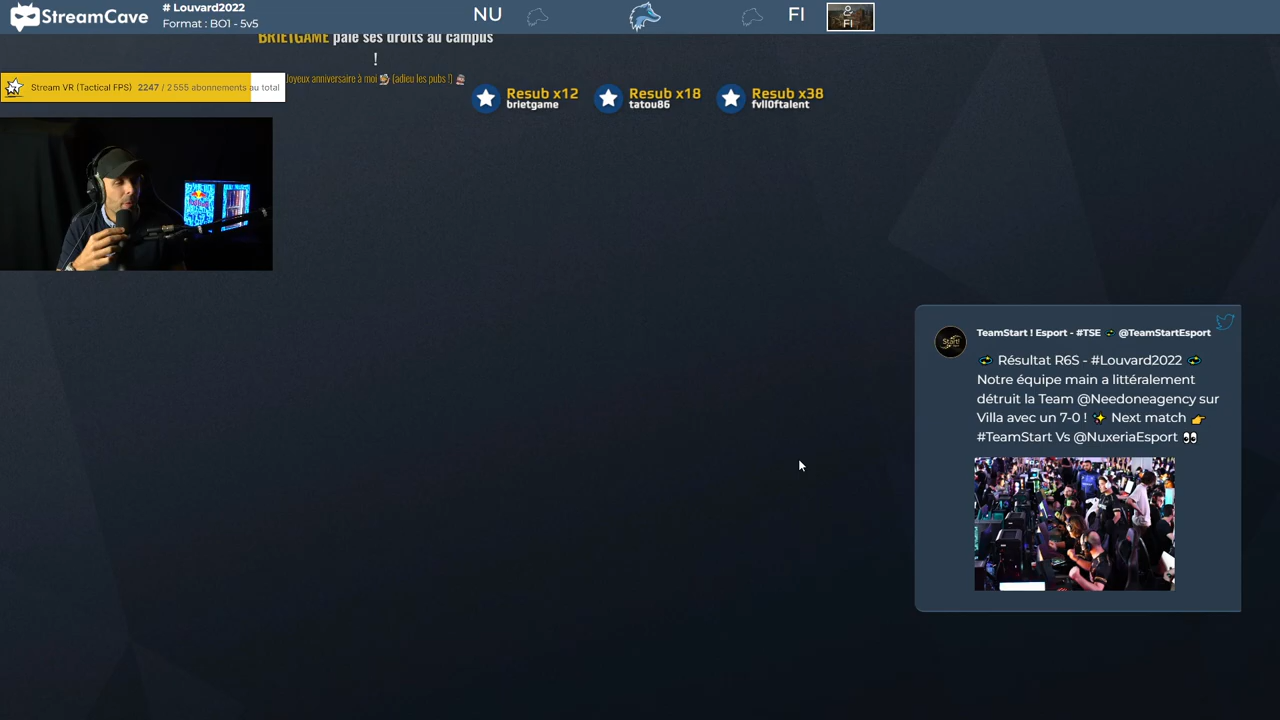 StreamCave
# Louvard2022
Format : BO1 - 5v5
NU
FI
&
FI
BRIETGAME paie ses droits au campus
!
Joyeux anniversaire à moi (adieu les pubs !)
Stream VR (Tactical FPS) 2247 / 2555 abonnements au total
Resub x12
brietgame
Resub x18
tatou86
Resub x38
fvll0ftalent
TeamStart ! Esport - #TSE @TeamStartEsport
Start!
Résultat R6S - #Louvard2022
Notre équipe main a littéralement
détruit la Team @Needoneagency sur
Villa avec un 7-0 ! ✨ Next match 👉
#TeamStart Vs @NuxeriaEsport 👀